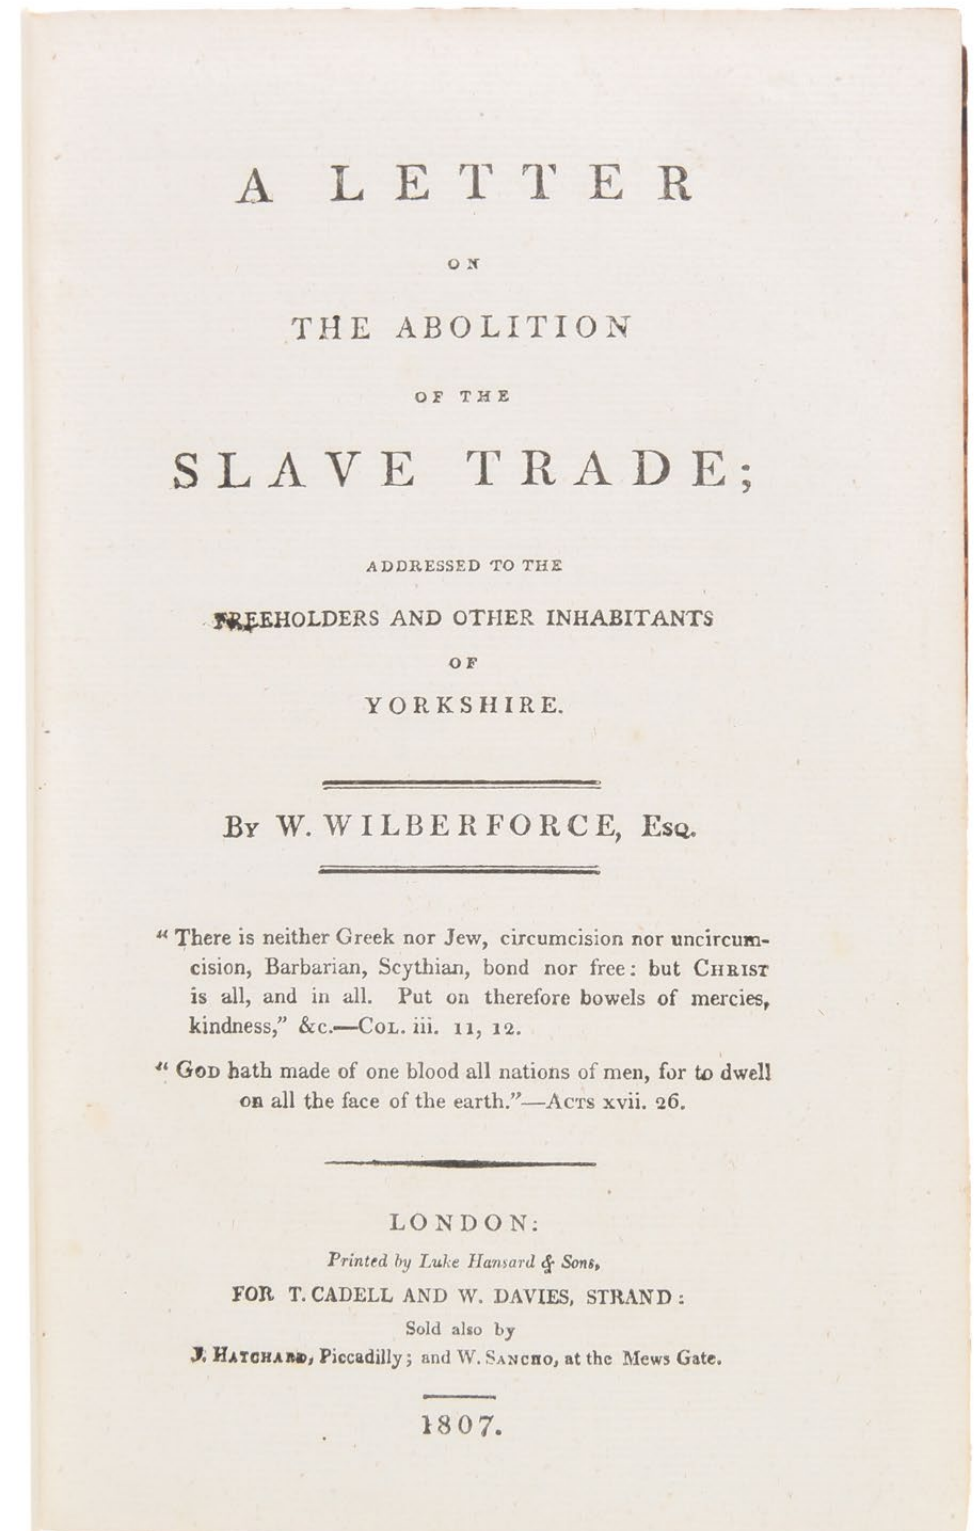 A LETTER
ON
THE ABOLITION
OF THE
SLAVE TRADE;
ADDRESSED TO THE
FREEHOLDERS AND OTHER INHABITANTS
OF
YORKSHIRE.
By W. WILBERFORCE, Esq.
“ There is neither Greek nor Jew, circumcision nor uncircum-
cision, Barbarian, Scythian, bond nor free: but CHRIST
is all, and in all. Put on therefore bowels of mercies,
kindness,” &c.—COL. iii. 11, 12.
“ GOD hath made of one blood all nations of men, for to dwell
on all the face of the earth.”—ACTS xvii. 26.
LONDON:
Printed by Luke Hansard & Sons,
FOR T. CADELL AND W. DAVIES, STRAND:
Sold also by
J. HATCHARD, Piccadilly; and W. SANCHO, at the Mews Gate.
1807.